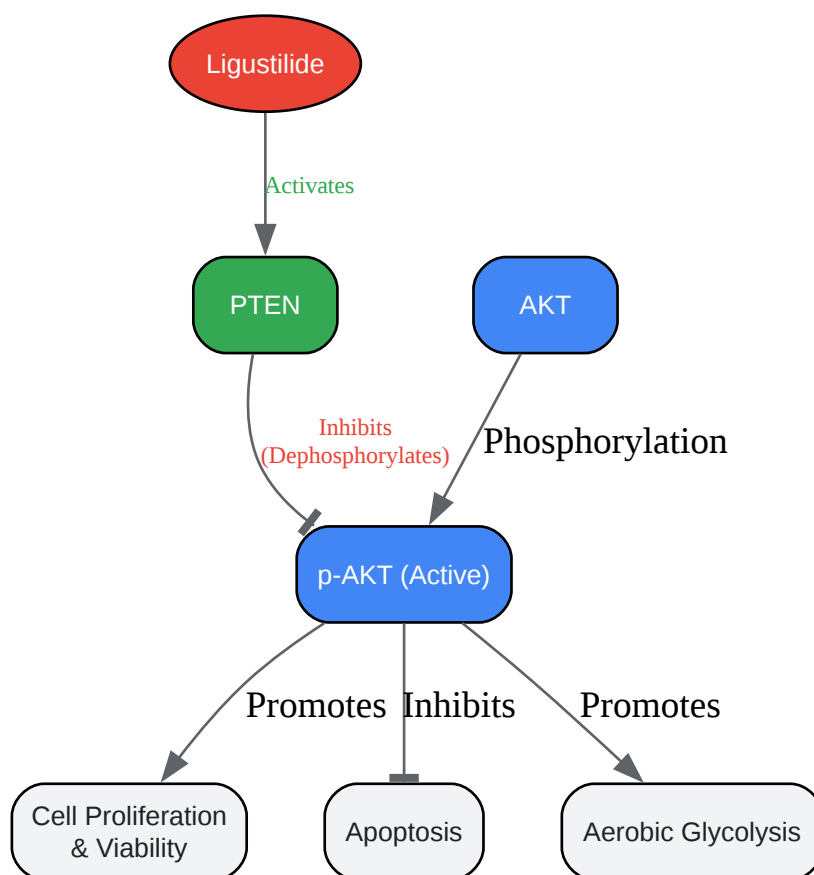 Ligustilide
Activates
PTEN
AKT
Inhibits
(Dephosphorylates)
Phosphorylation
p-AKT (Active)
Promotes
Inhibits
Promotes
Cell Proliferation
& Viability
Apoptosis
Aerobic Glycolysis